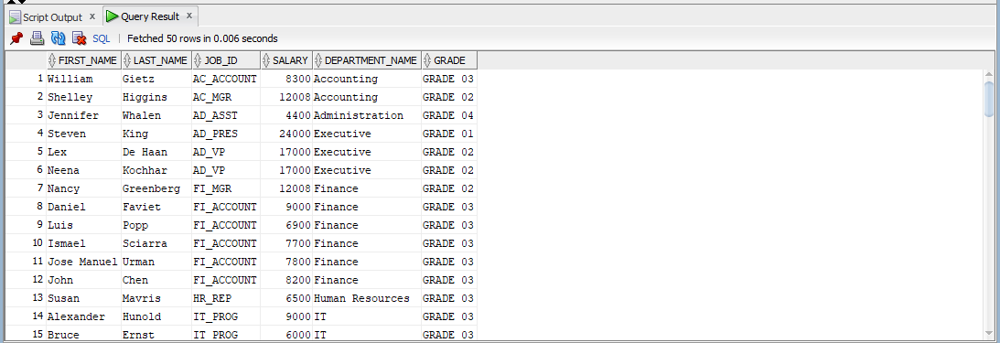 Script Output x Query Result x
SQL | Fetched 50 rows in 0.006 seconds
FIRST_NAME LAST_NAME JOB_ID SALARY DEPARTMENT_NAME GRADE
1 William Gietz AC_ACCOUNT 8300 Accounting GRADE 03
2 Shelley Higgins AC_MGR 12008 Accounting GRADE 02
3 Jennifer Whalen AD_ASST 4400 Administration GRADE 04
4 Steven King AD_PRES 24000 Executive GRADE 01
5 Lex De Haan AD_VP 17000 Executive GRADE 02
6 Neena Kochhar AD_VP 17000 Executive GRADE 02
7 Nancy Greenberg FI_MGR 12008 Finance GRADE 02
8 Daniel Faviet FI_ACCOUNT 9000 Finance GRADE 03
9 Luis Popp FI_ACCOUNT 6900 Finance GRADE 03
10 Ismael Sciarra FI_ACCOUNT 7700 Finance GRADE 03
11 Jose Manuel Urman FI_ACCOUNT 7800 Finance GRADE 03
12 John Chen FI_ACCOUNT 8200 Finance GRADE 03
13 Susan Mavris HR_REP 6500 Human Resources GRADE 03
14 Alexander Hunold IT_PROG 9000 IT GRADE 03
15 Bruce Ernst IT_PROG 6000 IT GRADE 03